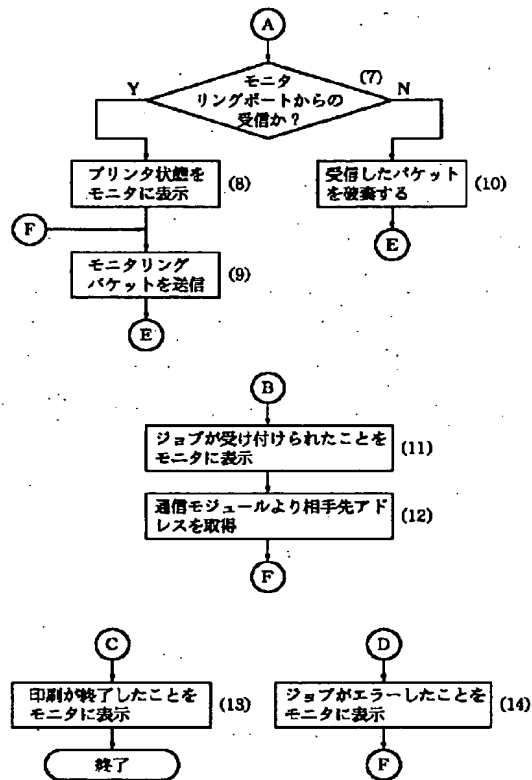 A
モニタ
リングポートからの
受信か?
(7)
Y
N
プリンタ状態を
モニタに表示
(8)
受信したパケット
を破棄する
(10)
F
E
モニタリング
パケットを送信
(9)
E
B
ジョブが受け付けられたことを
モニタに表示
(11)
通信モジュールより相手先アド
レスを取得
(12)
F
C
D
印刷が終了したことを
モニタに表示
(13)
ジョブがエラーしたことを
モニタに表示
(14)
終了
F